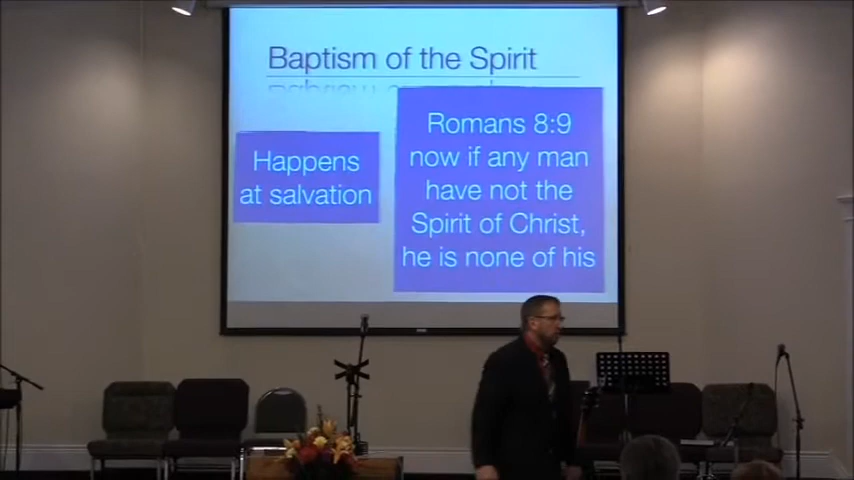 Baptism of the Spirit
Happens
at salvation
Romans 8:9
now if any man
have not the
Spirit of Christ,
he is none of his